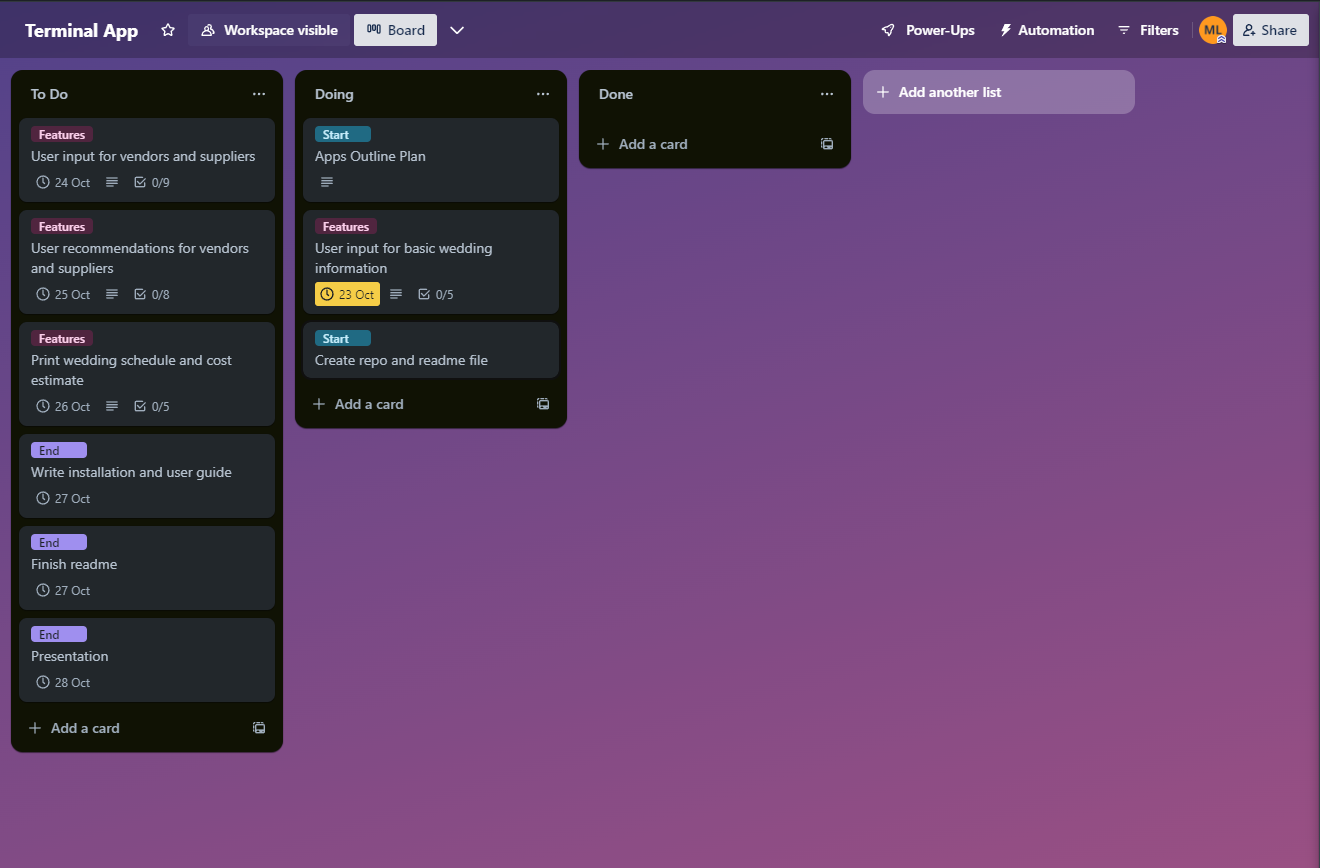 Terminal App
Workspace visible
Board
Power-Ups
Automation
Filters
ML
Share
To Do
Features
User input for vendors and suppliers
24 Oct
0/9
Features
User recommendations for vendors
and suppliers
25 Oct
0/8
Features
Print wedding schedule and cost
estimate
26 Oct
0/5
End
Write installation and user guide
27 Oct
End
Finish readme
27 Oct
End
Presentation
28 Oct
Add a card
Doing
Start
Apps Outline Plan
Features
User input for basic wedding
information
23 Oct
0/5
Start
Create repo and readme file
Add a card
Done
Add a card
Add another list